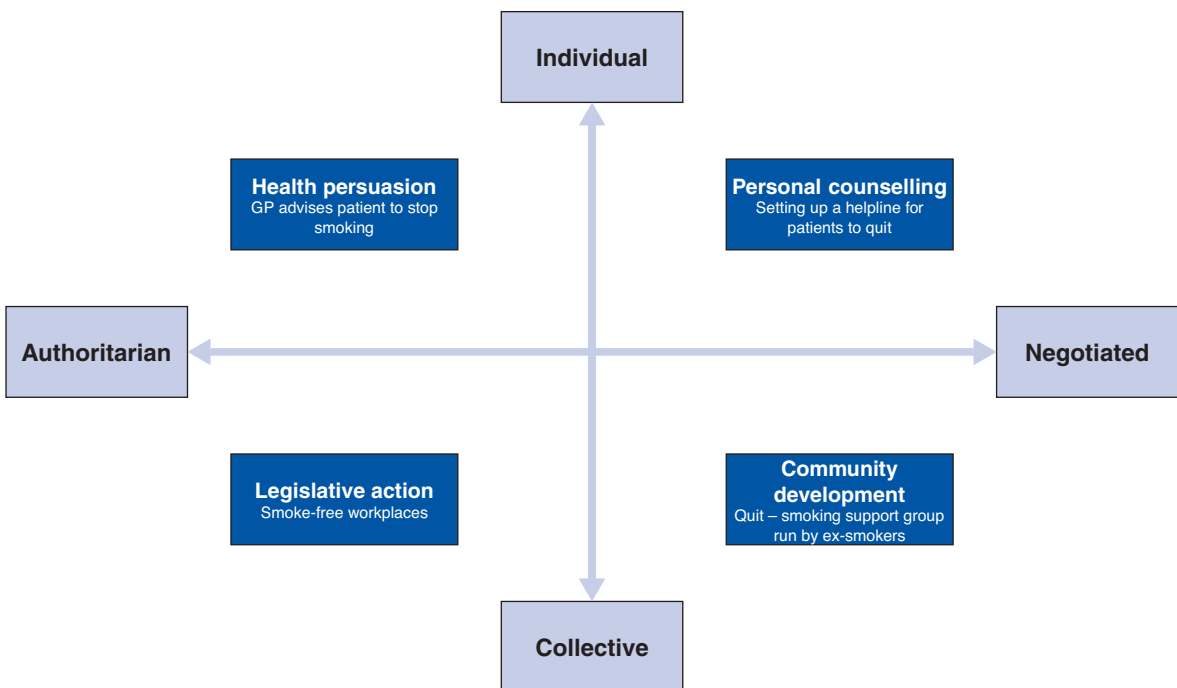 Individual
Health persuasion
GP advises patient to stop
smoking
Personal counselling
Setting up a helpline for
patients to quit
Authoritarian
Negotiated
Legislative action
Smoke-free workplaces
Community
development
Quit – smoking support group
run by ex-smokers
Collective